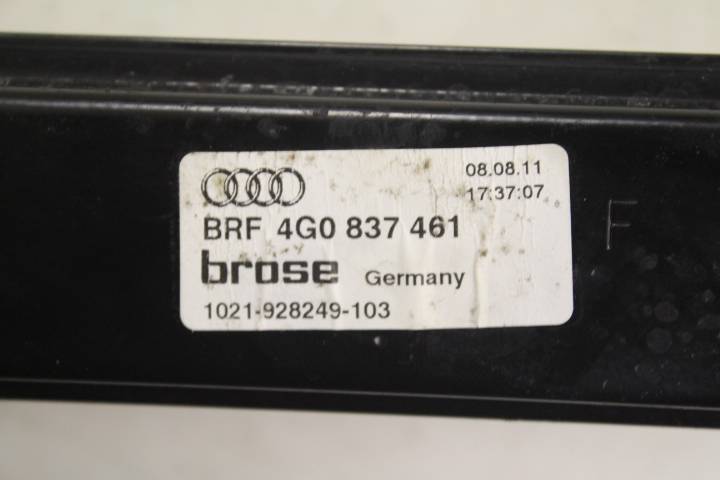 08.08.11
17:37:07
BRF 4G0 837 461
brose Germany
1021-928249-103
F